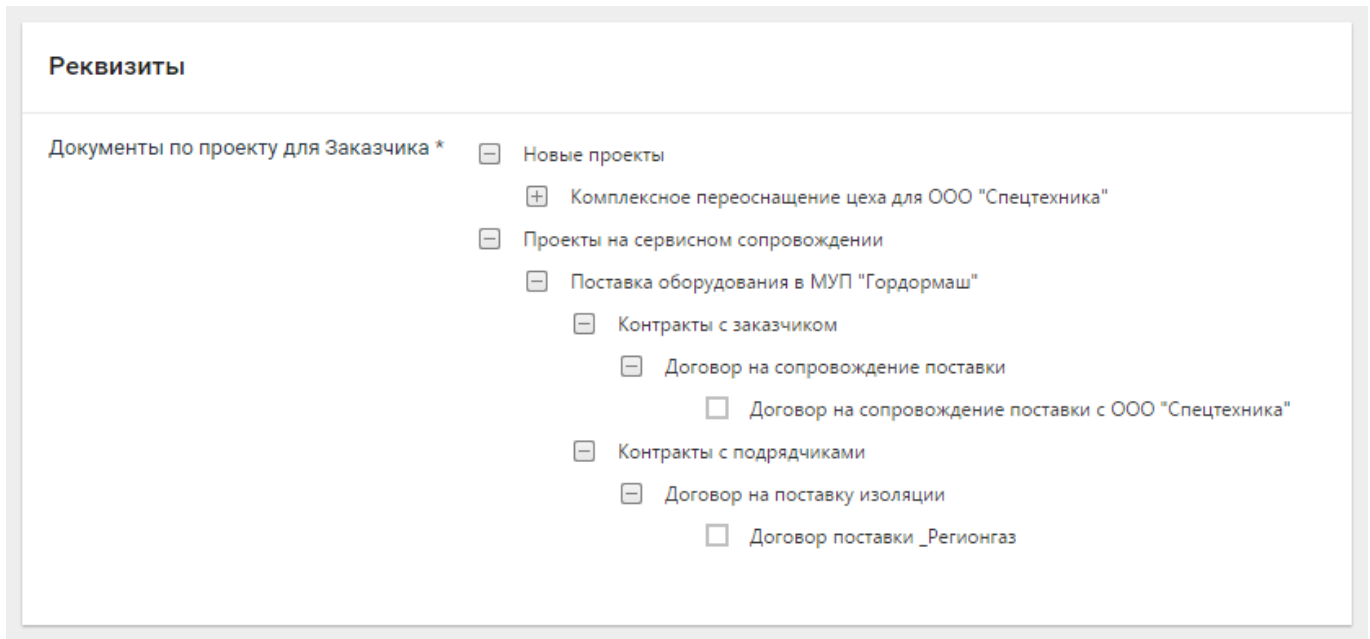 Реквизиты
Документы по проекту для Заказчика *
Новые проекты
Комплексное переоснащение цеха для ООО "Спецтехника"
Проекты на сервисном сопровождении
Поставка оборудования в МУП "Гордормаш"
Контракты с заказчиком
Договор на сопровождение поставки
Договор на сопровождение поставки с ООО "Спецтехника"
Контракты с подрядчиками
Договор на поставку изоляции
Договор поставки _Регионгаз